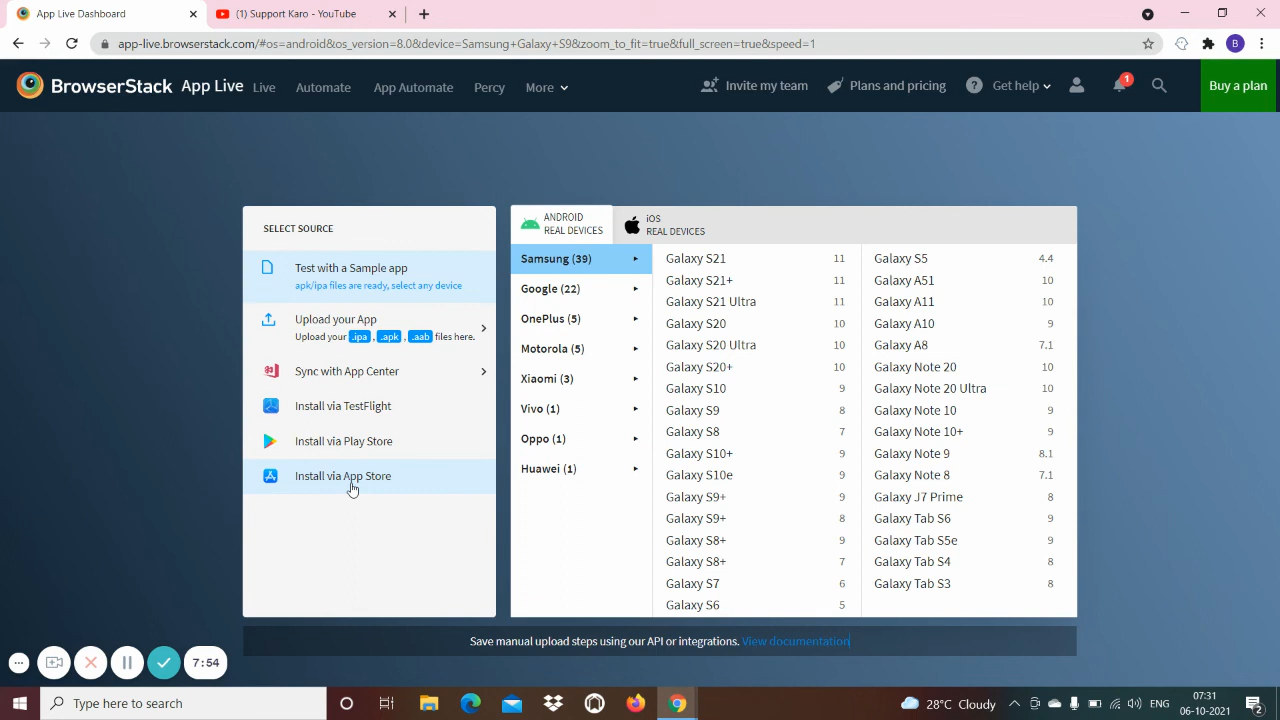 App Live Dashboard
(1) Support Karo - YouTube
app-live.browserstack.com/#os=android&os_version=8.0&device=Samsung+Galaxy+S9&zoom_to_fit=true&full_screen=true&speed=1
B
BrowserStack App Live Live Automate App Automate Percy More
Invite my team Plans and pricing Get help 1 Buy a plan
SELECT SOURCE
Test with a Sample app
apk/ipa files are ready, select any device
Upload your App
Upload your .ipa , .apk , .aab files here.
Sync with App Center
Install via TestFlight
Install via Play Store
Install via App Store
ANDROID
REAL DEVICES
iOS
REAL DEVICES
Samsung (39)
Google (22)
OnePlus (5)
Motorola (5)
Xiaomi (3)
Vivo (1)
Oppo (1)
Huawei (1)
Galaxy S21 11
Galaxy S21+ 11
Galaxy S21 Ultra 11
Galaxy S20 10
Galaxy S20 Ultra 10
Galaxy S20+ 10
Galaxy S10 9
Galaxy S9 8
Galaxy S8 7
Galaxy S10+ 9
Galaxy S10e 9
Galaxy S9+ 9
Galaxy S9+ 8
Galaxy S8+ 9
Galaxy S8+ 7
Galaxy S7 6
Galaxy S6 5
Galaxy S5 4.4
Galaxy A51 10
Galaxy A11 10
Galaxy A10 9
Galaxy A8 7.1
Galaxy Note 20 10
Galaxy Note 20 Ultra 10
Galaxy Note 10 9
Galaxy Note 10+ 9
Galaxy Note 9 8.1
Galaxy Note 8 7.1
Galaxy J7 Prime 8
Galaxy Tab S6 9
Galaxy Tab S5e 9
Galaxy Tab S4 8
Galaxy Tab S3 8
Save manual upload steps using our API or integrations. View documentation
7:54
Type here to search
28°C Cloudy
ENG
07:31
06-10-2021
2